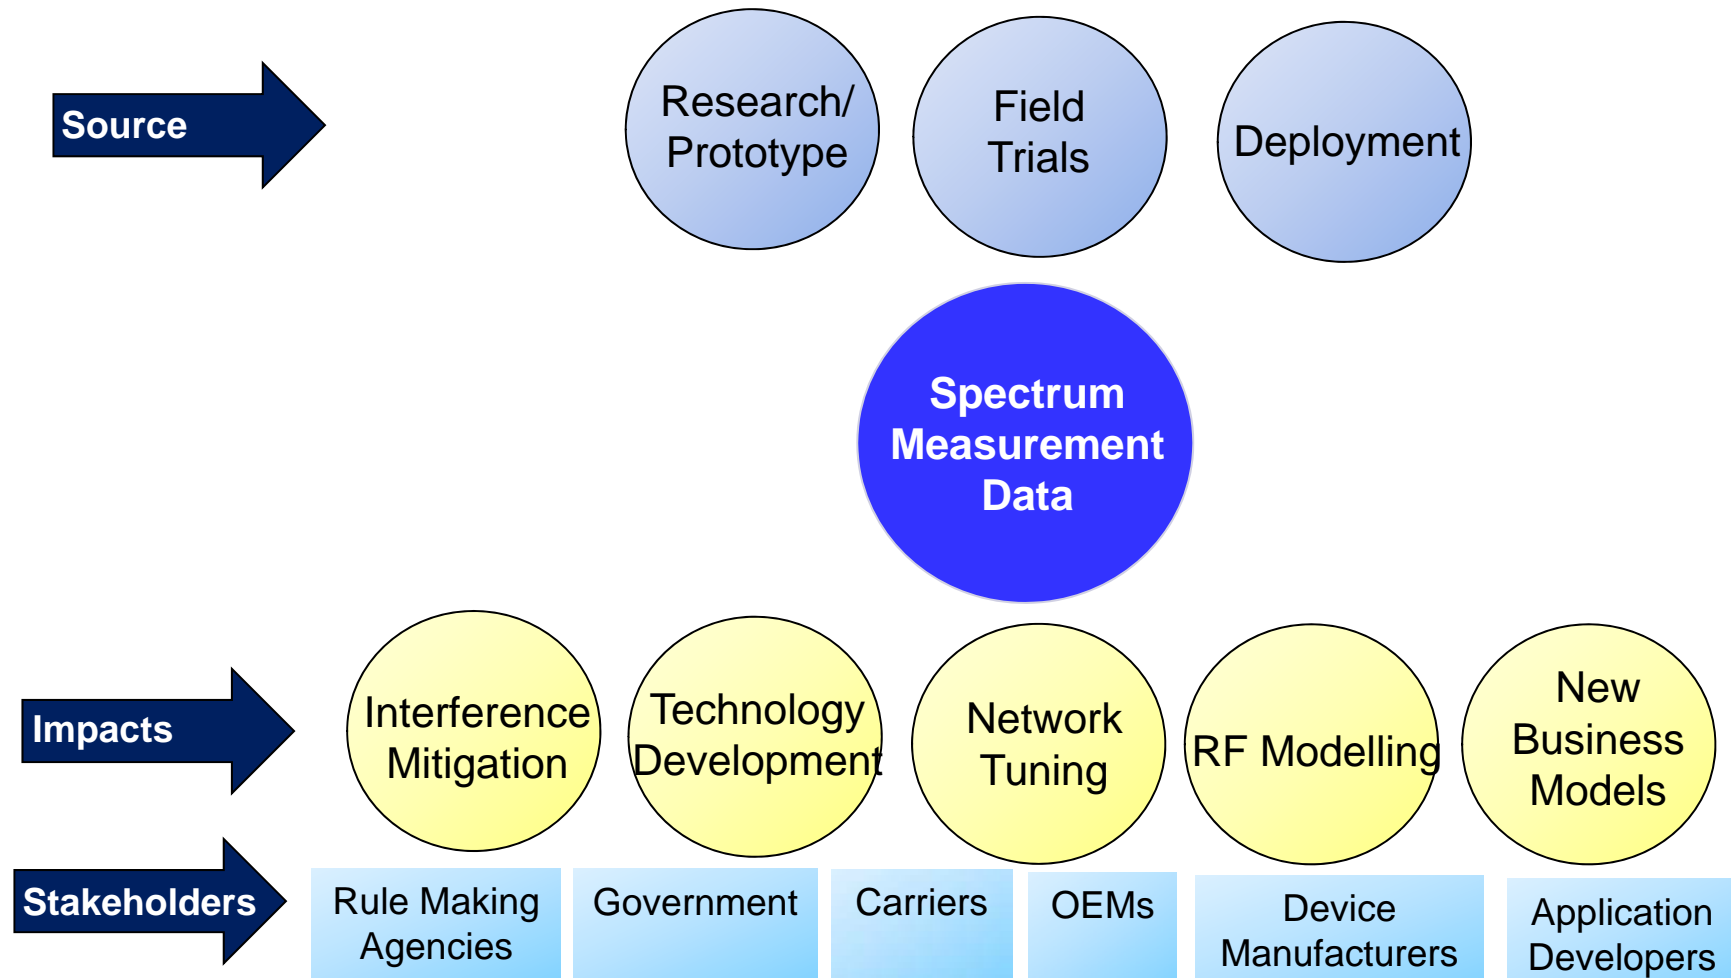 Source
Research/
Prototype
Field
Trials
Deployment
Spectrum
Measurement
Data
Impacts
Interference
Mitigation
Technology
Development
Network
Tuning
RF Modelling
New
Business
Models
Stakeholders
Rule Making
Agencies
Government
Carriers
OEMs
Device
Manufacturers
Application
Developers